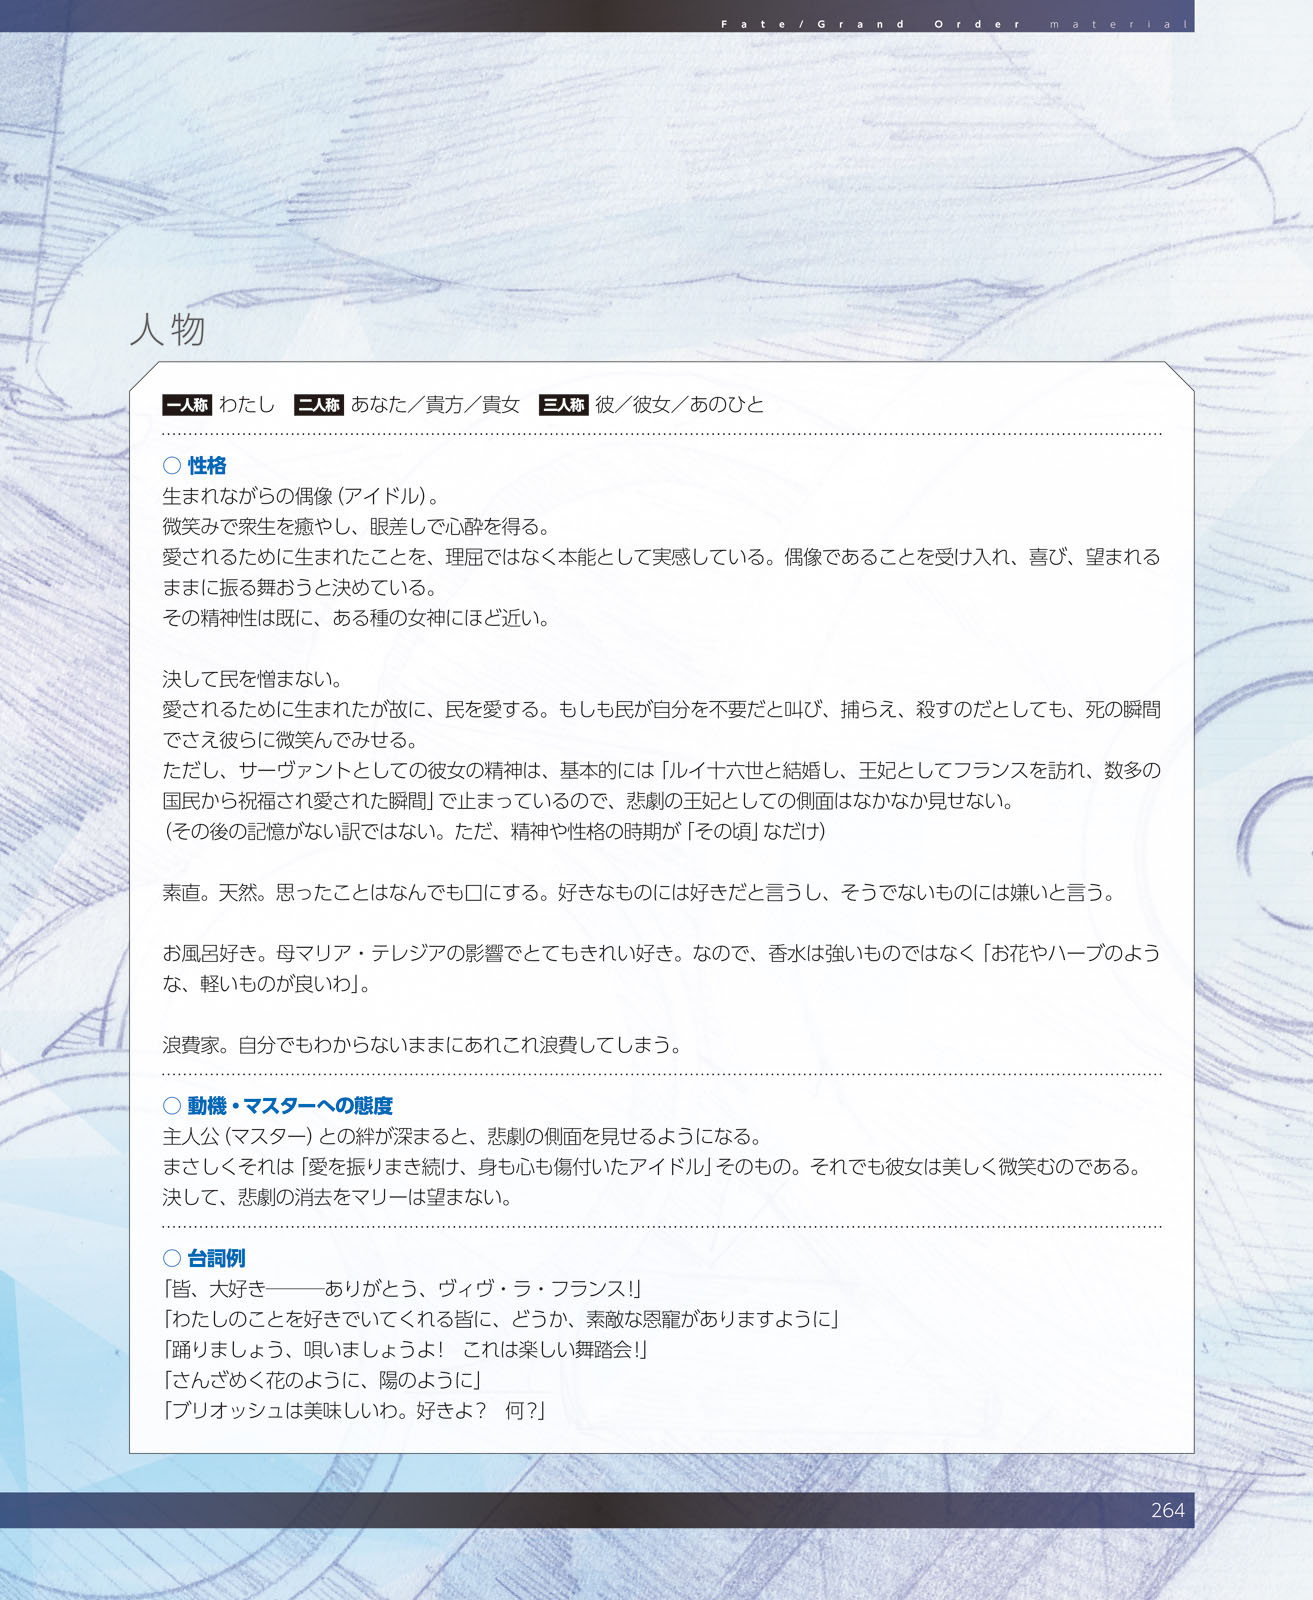 Fate/Grand Order material
人物
一人称 わたし 二人称 あなた／貴方／貴女 三人称 彼／彼女／あのひと
○ 性格
生まれながらの偶像（アイドル）。
微笑みで衆生を癒やし、眼差しで心酔を得る。
愛されるために生まれたことを、理屈ではなく本能として実感している。偶像であることを受け入れ、喜び、望まれる
ままに振る舞おうと決めている。
その精神性は既に、ある種の女神にほど近い。
決して民を憎まない。
愛されるために生まれたが故に、民を愛する。もしも民が自分を不要だと叫び、捕らえ、殺すのだとしても、死の瞬間
でさえ彼らに微笑んでみせる。
ただし、サーヴァントとしての彼女の精神は、基本的には「ルイ十六世と結婚し、王妃としてフランスを訪れ、数多の
国民から祝福され愛された瞬間」で止まっているので、悲劇の王妃としての側面はなかなか見せない。
（その後の記憶がない訳ではない。ただ、精神や性格の時期が「その頃」なだけ）
素直。天然。思ったことはなんでも口にする。好きなものには好きだと言うし、そうでないものには嫌いと言う。
お風呂好き。母マリア・テレジアの影響でとてもきれい好き。なので、香水は強いものではなく「お花やハーブのよう
な、軽いものが良いわ」。
浪費家。自分でもわからないままにあれこれ浪費してしまう。
○ 動機・マスターへの態度
主人公（マスター）との絆が深まると、悲劇の側面を見せるようになる。
まさしくそれは「愛を振りまき続け、身も心も傷付いたアイドル」そのもの。それでも彼女は美しく微笑むのである。
決して、悲劇の消去をマリーは望まない。
○ 台詞例
「皆、大好き―――ありがとう、ヴィヴ・ラ・フランス！」
「わたしのことを好きでいてくれる皆に、どうか、素敵な恩寵がありますように」
「踊りましょう、唄いましょうよ！　これは楽しい舞踏会！」
「さんざめく花のように、陽のように」
「ブリオッシュは美味しいわ。好きよ？　何？」
264